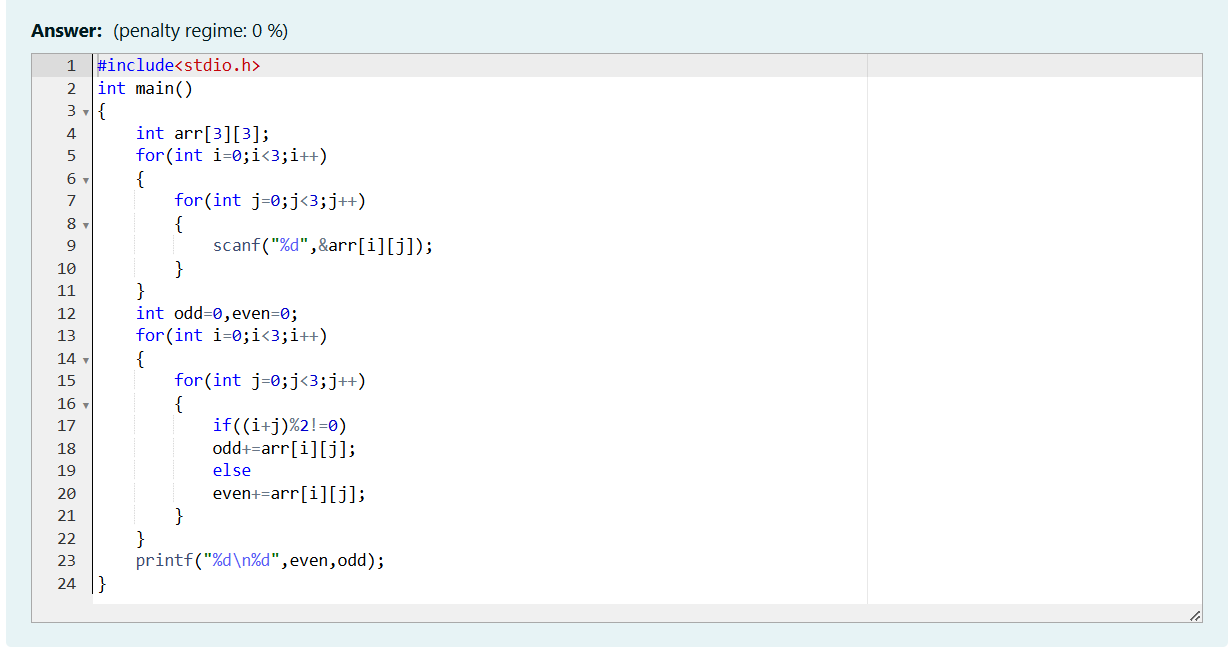 Answer: (penalty regime: 0 %)
1 #include<stdio.h>
2 int main()
3 {
4     int arr[3][3];
5     for(int i=0;i<3;i++)
6     {
7         for(int j=0;j<3;j++)
8         {
9             scanf("%d",&arr[i][j]);
10         }
11     }
12     int odd=0,even=0;
13     for(int i=0;i<3;i++)
14     {
15         for(int j=0;j<3;j++)
16         {
17             if((i+j)%2!=0)
18             odd+=arr[i][j];
19             else
20             even+=arr[i][j];
21         }
22     }
23     printf("%d\n%d",even,odd);
24 }